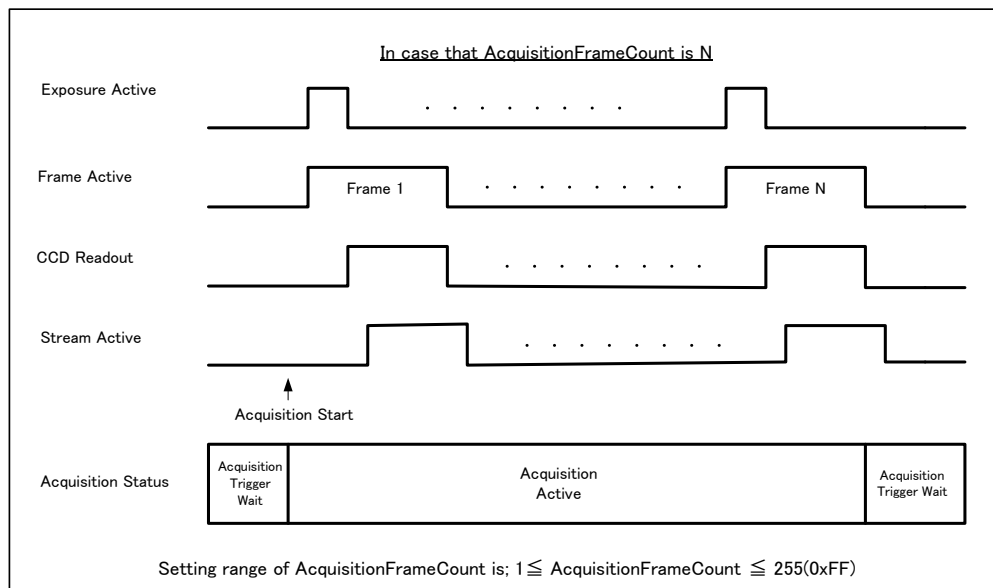 In case that AcquisitionFrameCount is N
Exposure Active
Frame Active
Frame 1
Frame N
CCD Readout
Stream Active
Acquisition Start
Acquisition Status
Acquisition
Trigger
Wait
Acquisition
Active
Acquisition
Trigger Wait
Setting range of AcquisitionFrameCount is; 1≦ AcquisitionFrameCount ≦ 255(0xFF)